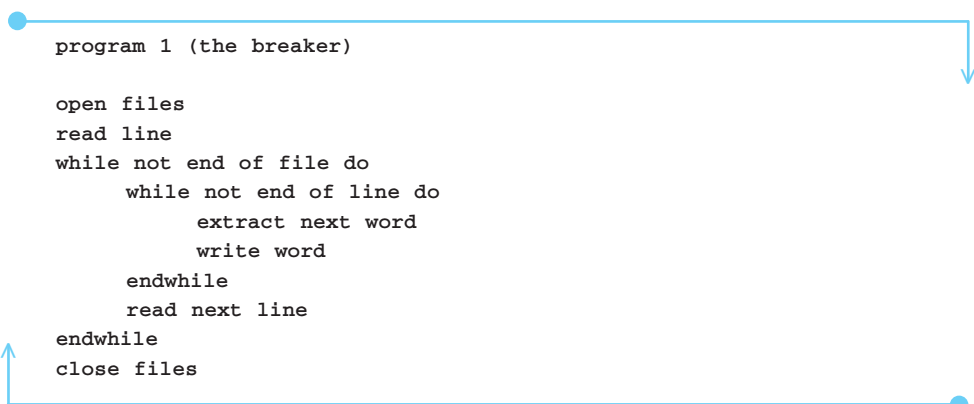 program 1 (the breaker)
open files
read line
while not end of file do
while not end of line do
extract next word
write word
endwhile
read next line
endwhile
close files